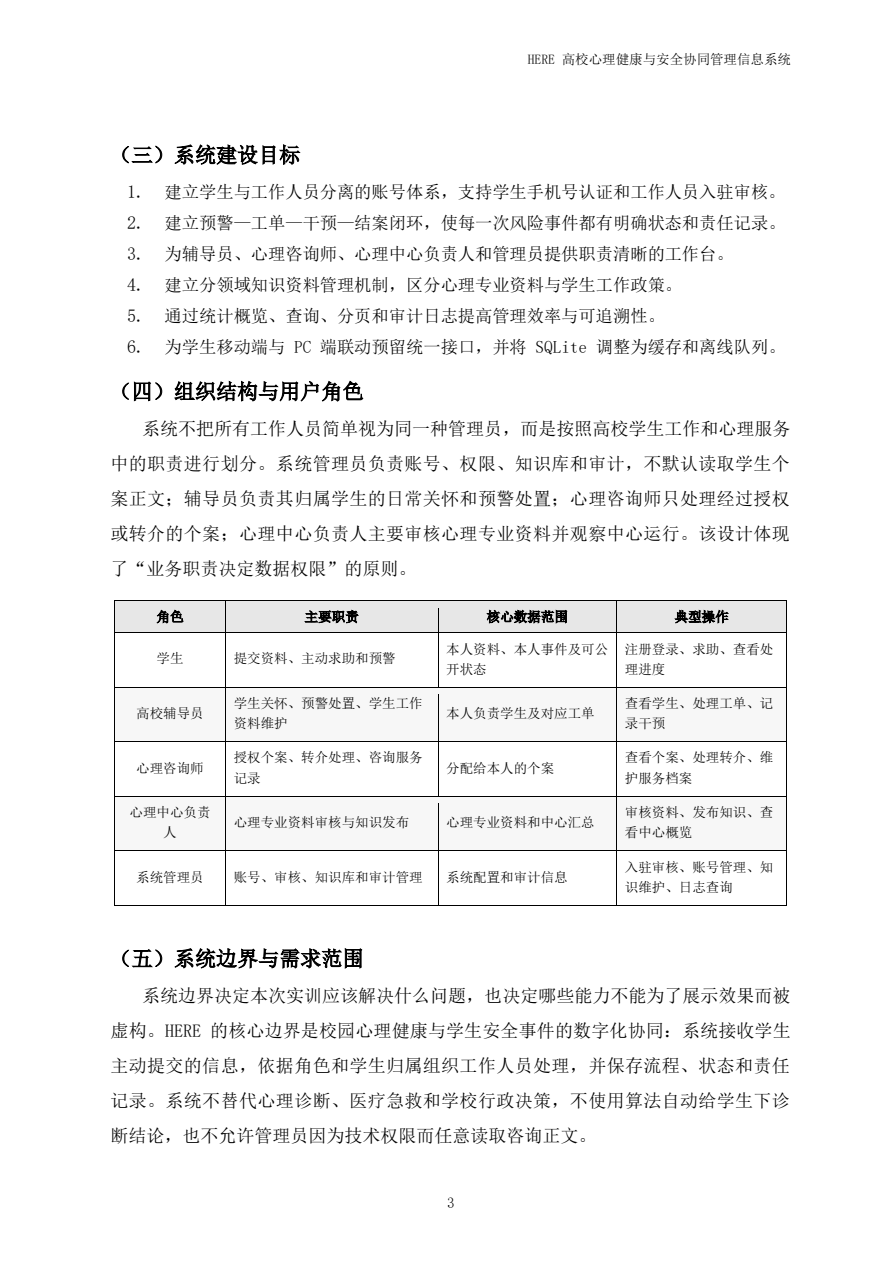 HERE 高校心理健康与安全协同管理信息系统
（三）系统建设目标
1. 建立学生与工作人员分离的账号体系，支持学生手机号认证和工作人员入驻审核。
2. 建立预警—工单—干预—结案闭环，使每一次风险事件都有明确状态和责任记录。
3. 为辅导员、心理咨询师、心理中心负责人和管理员提供职责清晰的工作台。
4. 建立分领域知识资料管理机制，区分心理专业资料与学生工作政策。
5. 通过统计概览、查询、分页和审计日志提高管理效率与可追溯性。
6. 为学生移动端与 PC 端联动预留统一接口，并将 SQLite 调整为缓存和离线队列。
（四）组织结构与用户角色
系统不把所有工作人员简单视为同一种管理员，而是按照高校学生工作和心理服务
中的职责进行划分。系统管理员负责账号、权限、知识库和审计，不默认读取学生个
案正文；辅导员负责其归属学生的日常关怀和预警处置；心理咨询师只处理经过授权
或转介的个案；心理中心负责人主要审核心理专业资料并观察中心运行。该设计体现
了“业务职责决定数据权限”的原则。
角色 主要职责 核心数据范围 典型操作
学生 提交资料、主动求助和预警 本人资料、本人事件及可公 注册登录、求助、查看处
开状态 理进度
高校辅导员 学生关怀、预警处置、学生工作 本人负责学生及对应工单 查看学生、处理工单、记
资料维护 录干预
心理咨询师 授权个案、转介处理、咨询服务 分配给本人的个案 查看个案、处理转介、维
记录 护服务档案
心理中心负责 心理专业资料审核与知识发布 心理专业资料和中心汇总 审核资料、发布知识、查
人 看中心概览
系统管理员 账号、审核、知识库和审计管理 系统配置和审计信息 入驻审核、账号管理、知
识维护、日志查询
（五）系统边界与需求范围
系统边界决定本次实训应该解决什么问题，也决定哪些能力不能为了展示效果而被
虚构。HERE 的核心边界是校园心理健康与学生安全事件的数字化协同：系统接收学生
主动提交的信息，依据角色和学生归属组织工作人员处理，并保存流程、状态和责任
记录。系统不替代心理诊断、医疗急救和学校行政决策，不使用算法自动给学生下诊
断结论，也不允许管理员因为技术权限而任意读取咨询正文。
3